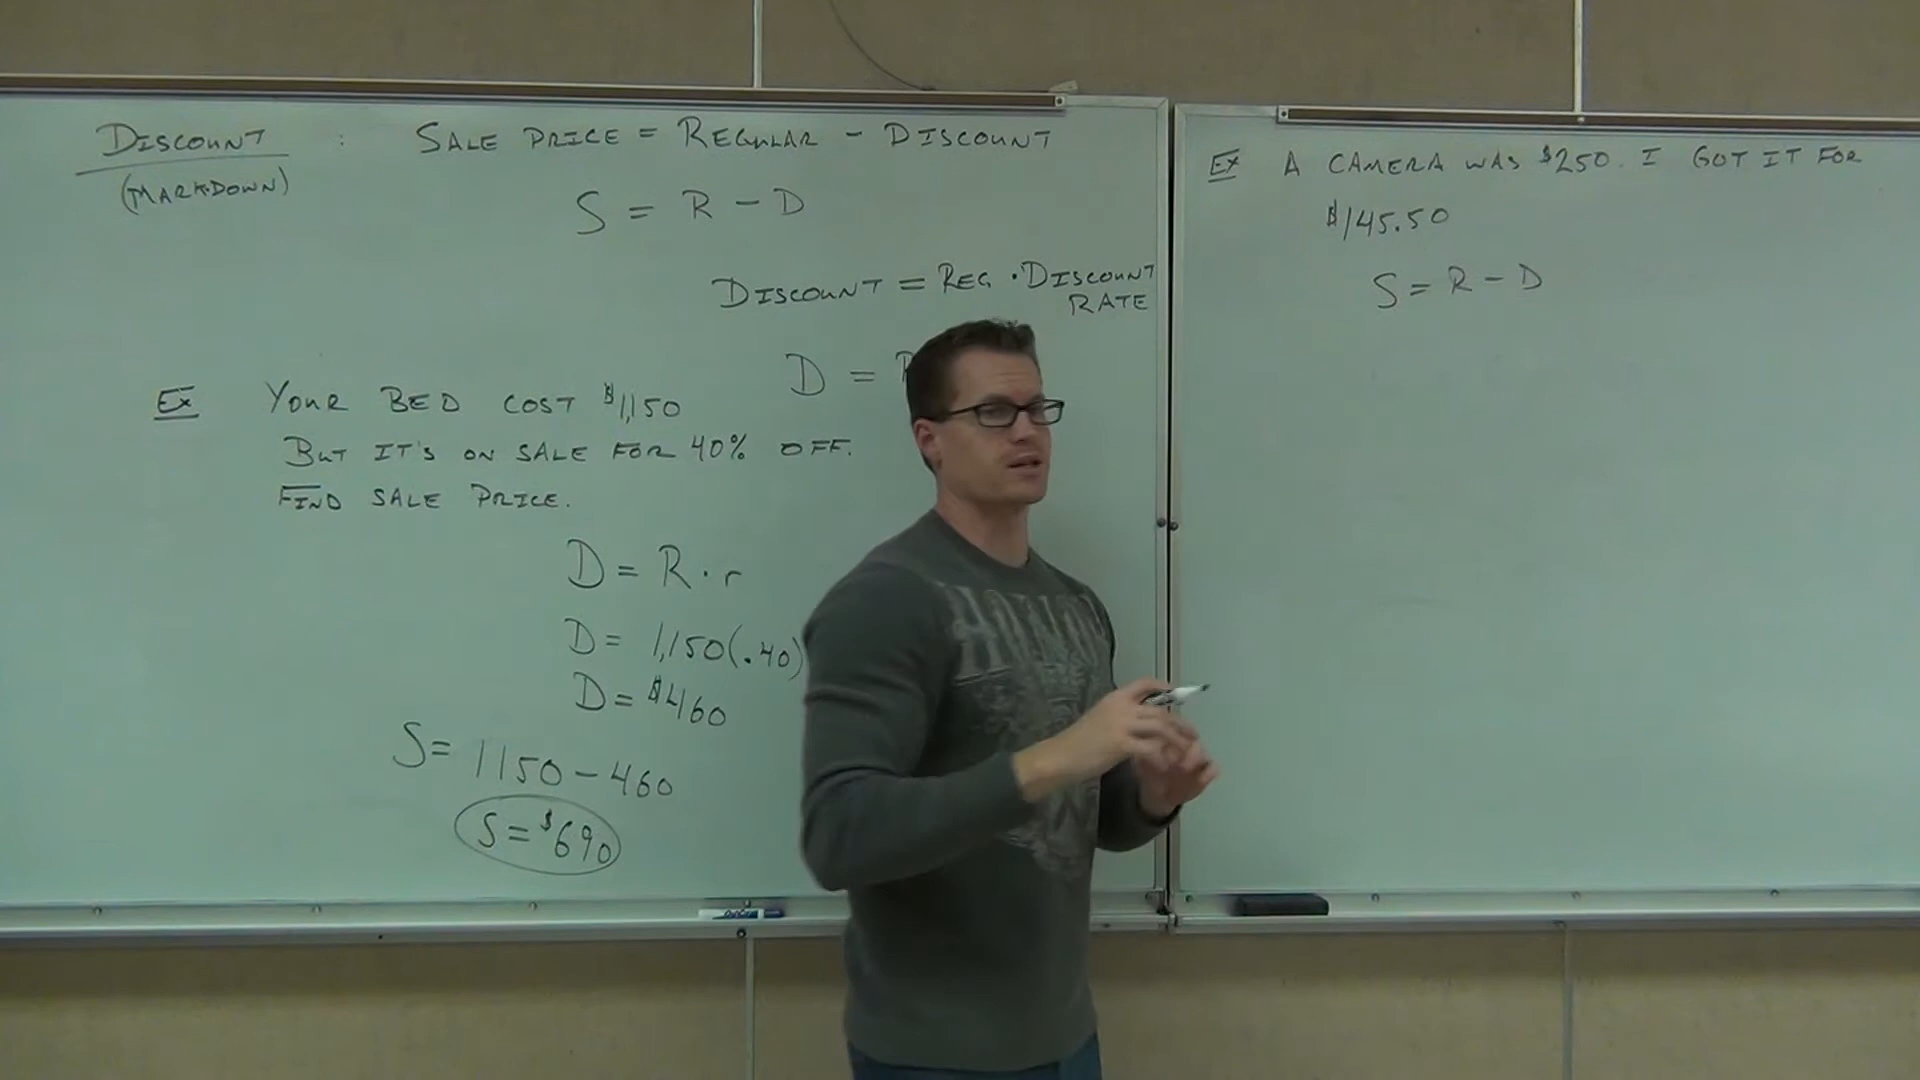 DISCOUNT : SALE PRICE = REGULAR - DISCOUNT
(MARKDOWN)
S = R - D
DISCOUNT = REG. · DISCOUNT
RATE
D =
Ex YOUR BED COST $1,150
BUT IT'S ON SALE FOR 40% OFF.
FIND SALE PRICE.
D = R · r
D = 1,150(.40)
D = $460
S = 1150 - 460
S = $690
HONOR
Ex A CAMERA WAS $250. I GOT IT FOR
$145.50
S = R - D